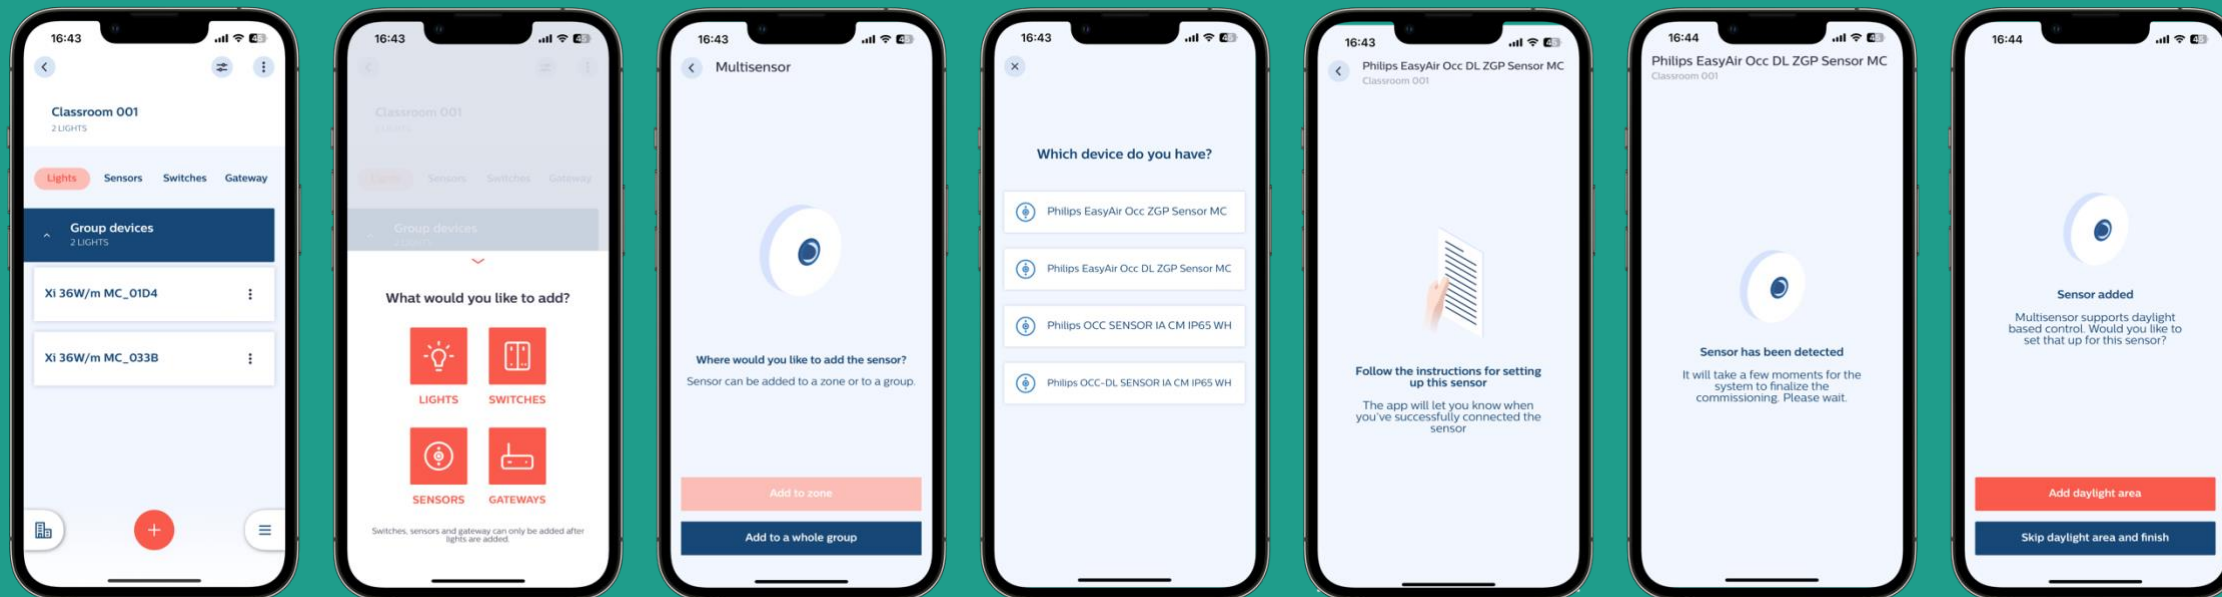 16:43
Classroom 001
2 LIGHTS
Lights Sensors Switches Gateway
Group devices
2 LIGHTS
Xi 36W/m MC_01D4
Xi 36W/m MC_033B
16:43
Classroom 001
2 LIGHTS
Lights Sensors Switches Gateway
Group devices
2 LIGHTS
What would you like to add?
LIGHTS SWITCHES
SENSORS GATEWAYS
Switches, sensors and gateway can only be added after
lights are added.
16:43
Multisensor
Where would you like to add the sensor?
Sensor can be added to a zone or to a group.
Add to zone
Add to a whole group
16:43
Which device do you have?
Philips EasyAir Occ ZGP Sensor MC
Philips EasyAir Occ DL ZGP Sensor MC
Philips OCC SENSOR IA CM IP65 WH
Philips OCC-DL SENSOR IA CM IP65 WH
16:43
Philips EasyAir Occ DL ZGP Sensor MC
Classroom 001
Follow the instructions for setting
up this sensor
The app will let you know when
you've successfully connected the
sensor
16:44
Philips EasyAir Occ DL ZGP Sensor MC
Classroom 001
Sensor has been detected
It will take a few moments for the
system to finalize the
commissioning. Please wait.
16:44
Sensor added
Multisensor supports daylight
based control. Would you like to
set that up for this sensor?
Add daylight area
Skip daylight area and finish